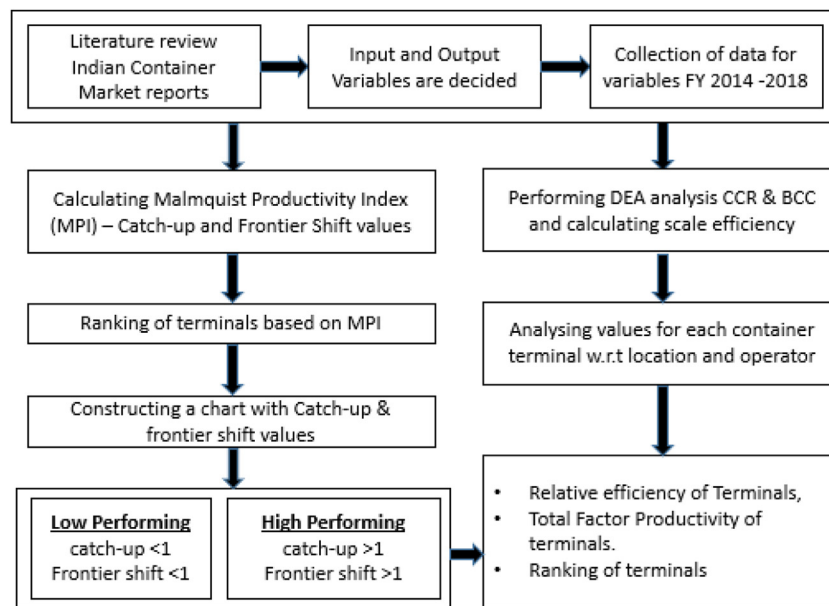 Literature review
Indian Container
Market reports
Input and Output
Variables are decided
Collection of data for
variables FY 2014 -2018
Calculating Malmquist Productivity Index
(MPI) – Catch-up and Frontier Shift values
Performing DEA analysis CCR & BCC
and calculating scale efficiency
Ranking of terminals based on MPI
Analysing values for each container
terminal w.r.t location and operator
Constructing a chart with Catch-up &
frontier shift values
Low Performing
catch-up <1
Frontier shift <1
High Performing
catch-up >1
Frontier shift >1
• Relative efficiency of Terminals,
• Total Factor Productivity of
terminals.
• Ranking of terminals